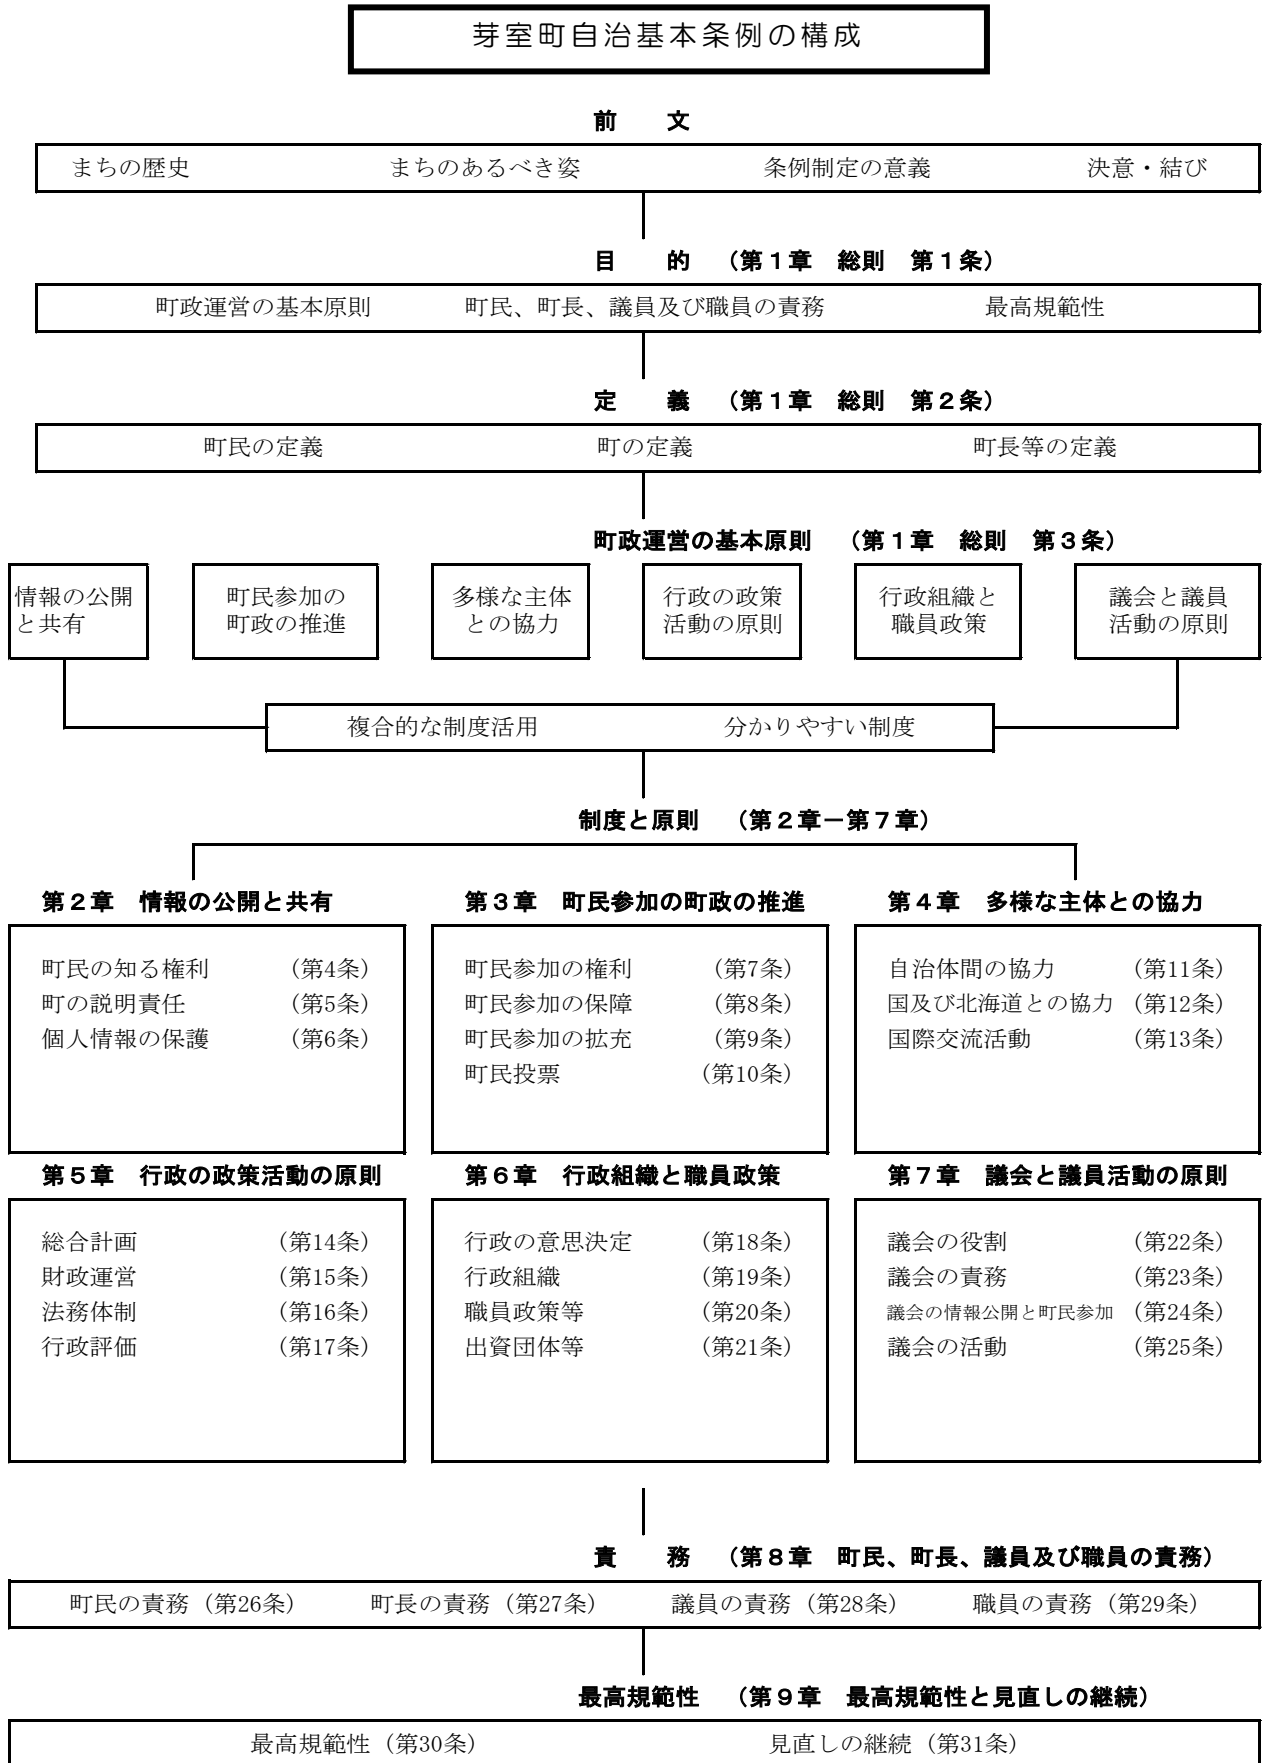 芽室町自治基本条例の構成
前　文
まちの歴史　まちのあるべき姿　条例制定の意義　決意・結び
目　的　（第１章　総則　第１条）
町政運営の基本原則　町民、町長、議員及び職員の責務　最高規範性
定　義　（第１章　総則　第２条）
町民の定義　町の定義　町長等の定義
町政運営の基本原則　（第１章　総則　第３条）
情報の公開
と共有
町民参加の
町政の推進
多様な主体
との協力
行政の政策
活動の原則
行政組織と
職員政策
議会と議員
活動の原則
複合的な制度活用　分かりやすい制度
制度と原則　（第２章－第７章）
第２章　情報の公開と共有
町民の知る権利　(第4条)
町の説明責任　(第5条)
個人情報の保護　(第6条)
第３章　町民参加の町政の推進
町民参加の権利　(第7条)
町民参加の保障　(第8条)
町民参加の拡充　(第9条)
町民投票　(第10条)
第４章　多様な主体との協力
自治体間の協力　(第11条)
国及び北海道との協力　(第12条)
国際交流活動　(第13条)
第５章　行政の政策活動の原則
総合計画　(第14条)
財政運営　(第15条)
法務体制　(第16条)
行政評価　(第17条)
第６章　行政組織と職員政策
行政の意思決定　(第18条)
行政組織　(第19条)
職員政策等　(第20条)
出資団体等　(第21条)
第７章　議会と議員活動の原則
議会の役割　(第22条)
議会の責務　(第23条)
議会の情報公開と町民参加　(第24条)
議会の活動　(第25条)
責　務　（第８章　町民、町長、議員及び職員の責務）
町民の責務（第26条）　町長の責務（第27条）　議員の責務（第28条）　職員の責務（第29条）
最高規範性　（第９章　最高規範性と見直しの継続）
最高規範性（第30条）　見直しの継続（第31条）